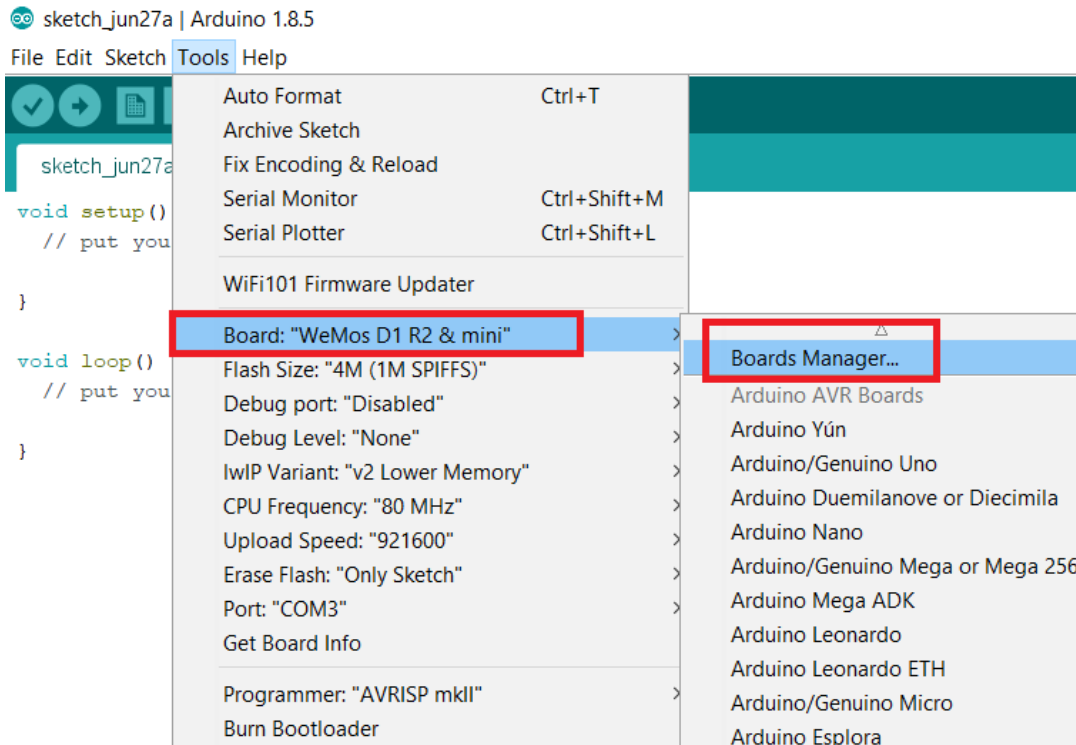 sketch_jun27a | Arduino 1.8.5
File Edit Sketch Tools Help
sketch_jun27a
void setup()
// put you
}
void loop()
// put you
}
Auto Format Ctrl+T
Archive Sketch
Fix Encoding & Reload
Serial Monitor Ctrl+Shift+M
Serial Plotter Ctrl+Shift+L
WiFi101 Firmware Updater
Board: "WeMos D1 R2 & mini"
Flash Size: "4M (1M SPIFFS)"
Debug port: "Disabled"
Debug Level: "None"
lwIP Variant: "v2 Lower Memory"
CPU Frequency: "80 MHz"
Upload Speed: "921600"
Erase Flash: "Only Sketch"
Port: "COM3"
Get Board Info
Programmer: "AVRISP mkII"
Burn Bootloader
Boards Manager...
Arduino AVR Boards
Arduino Yún
Arduino/Genuino Uno
Arduino Duemilanove or Diecimila
Arduino Nano
Arduino/Genuino Mega or Mega 256
Arduino Mega ADK
Arduino Leonardo
Arduino Leonardo ETH
Arduino/Genuino Micro
Arduino Esplora